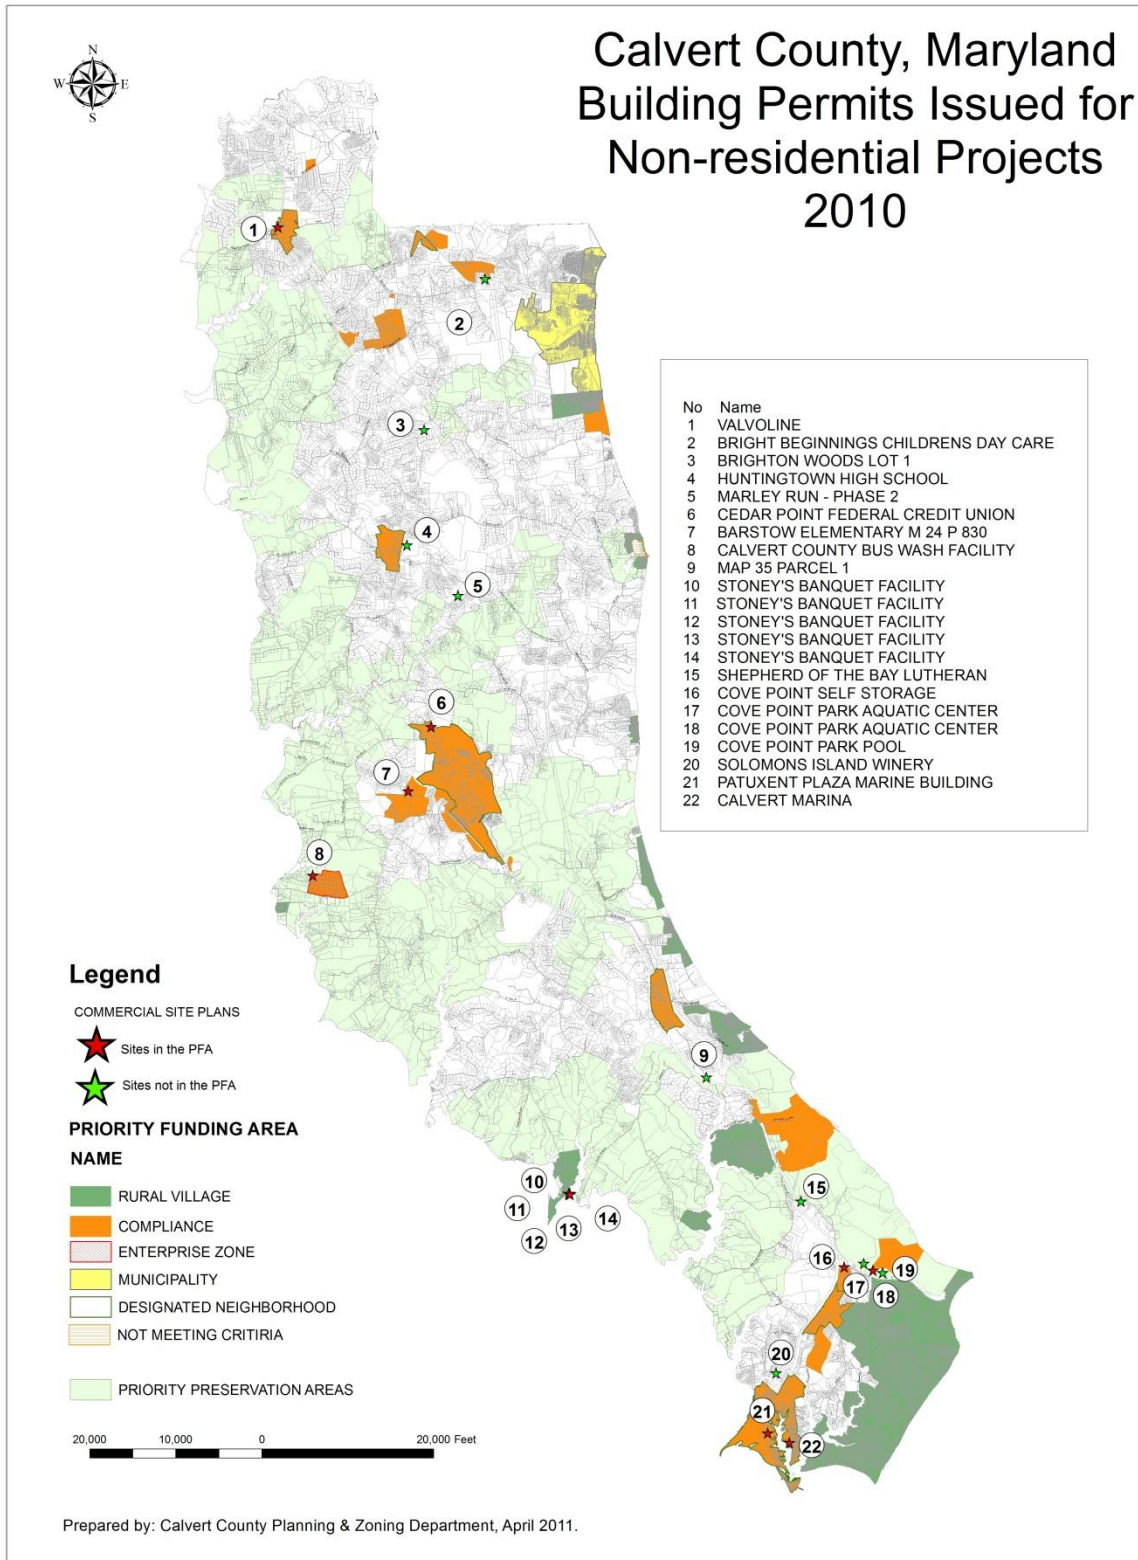 Calvert County, Maryland
Building Permits Issued for
Non-residential Projects
2010
N
W E
S
1
2
3
4
5
6
7
8
9
10
11
12
13
14
15
16
17
18
19
20
21
22
No Name
1 VALVOLINE
2 BRIGHT BEGINNINGS CHILDRENS DAY CARE
3 BRIGHTON WOODS LOT 1
4 HUNTINGTOWN HIGH SCHOOL
5 MARLEY RUN - PHASE 2
6 CEDAR POINT FEDERAL CREDIT UNION
7 BARSTOW ELEMENTARY M 24 P 830
8 CALVERT COUNTY BUS WASH FACILITY
9 MAP 35 PARCEL 1
10 STONEY'S BANQUET FACILITY
11 STONEY'S BANQUET FACILITY
12 STONEY'S BANQUET FACILITY
13 STONEY'S BANQUET FACILITY
14 STONEY'S BANQUET FACILITY
15 SHEPHERD OF THE BAY LUTHERAN
16 COVE POINT SELF STORAGE
17 COVE POINT PARK AQUATIC CENTER
18 COVE POINT PARK AQUATIC CENTER
19 COVE POINT PARK POOL
20 SOLOMONS ISLAND WINERY
21 PATUXENT PLAZA MARINE BUILDING
22 CALVERT MARINA
Legend
COMMERCIAL SITE PLANS
Sites in the PFA
Sites not in the PFA
PRIORITY FUNDING AREA
NAME
RURAL VILLAGE
COMPLIANCE
ENTERPRISE ZONE
MUNICIPALITY
DESIGNATED NEIGHBORHOOD
NOT MEETING CRITIRIA
PRIORITY PRESERVATION AREAS
20,000 10,000 0 20,000 Feet
Prepared by: Calvert County Planning & Zoning Department, April 2011.